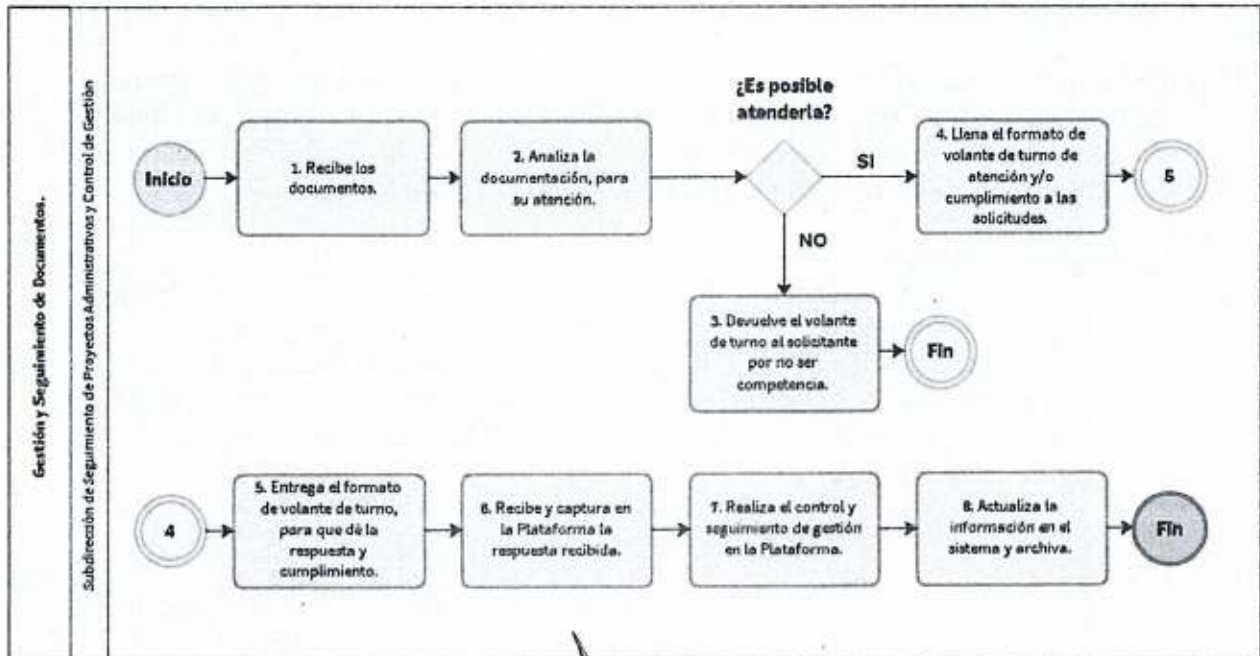 Gestión y Seguimiento de Documentos.
Subdirección de Seguimiento de Proyectos Administrativos y Control de Gestión
Inicio
1. Recibe los
documentos.
2. Analiza la
documentación, para
su atención.
¿Es posible
atenderla?
SI
4. Llena el formato de
volante de turno de
atención y/o
cumplimiento a las
solicitudes.
5
NO
3. Devuelve el volante
de turno al solicitante
por no ser
competencia.
Fin
4
5. Entrega el formato
de volante de turno,
para que dé la
respuesta y
cumplimiento.
6. Recibe y captura en
la Plataforma la
respuesta recibida.
7. Realiza el control y
seguimiento de gestión
en la Plataforma.
8. Actualiza la
información en el
sistema y archiva.
Fin